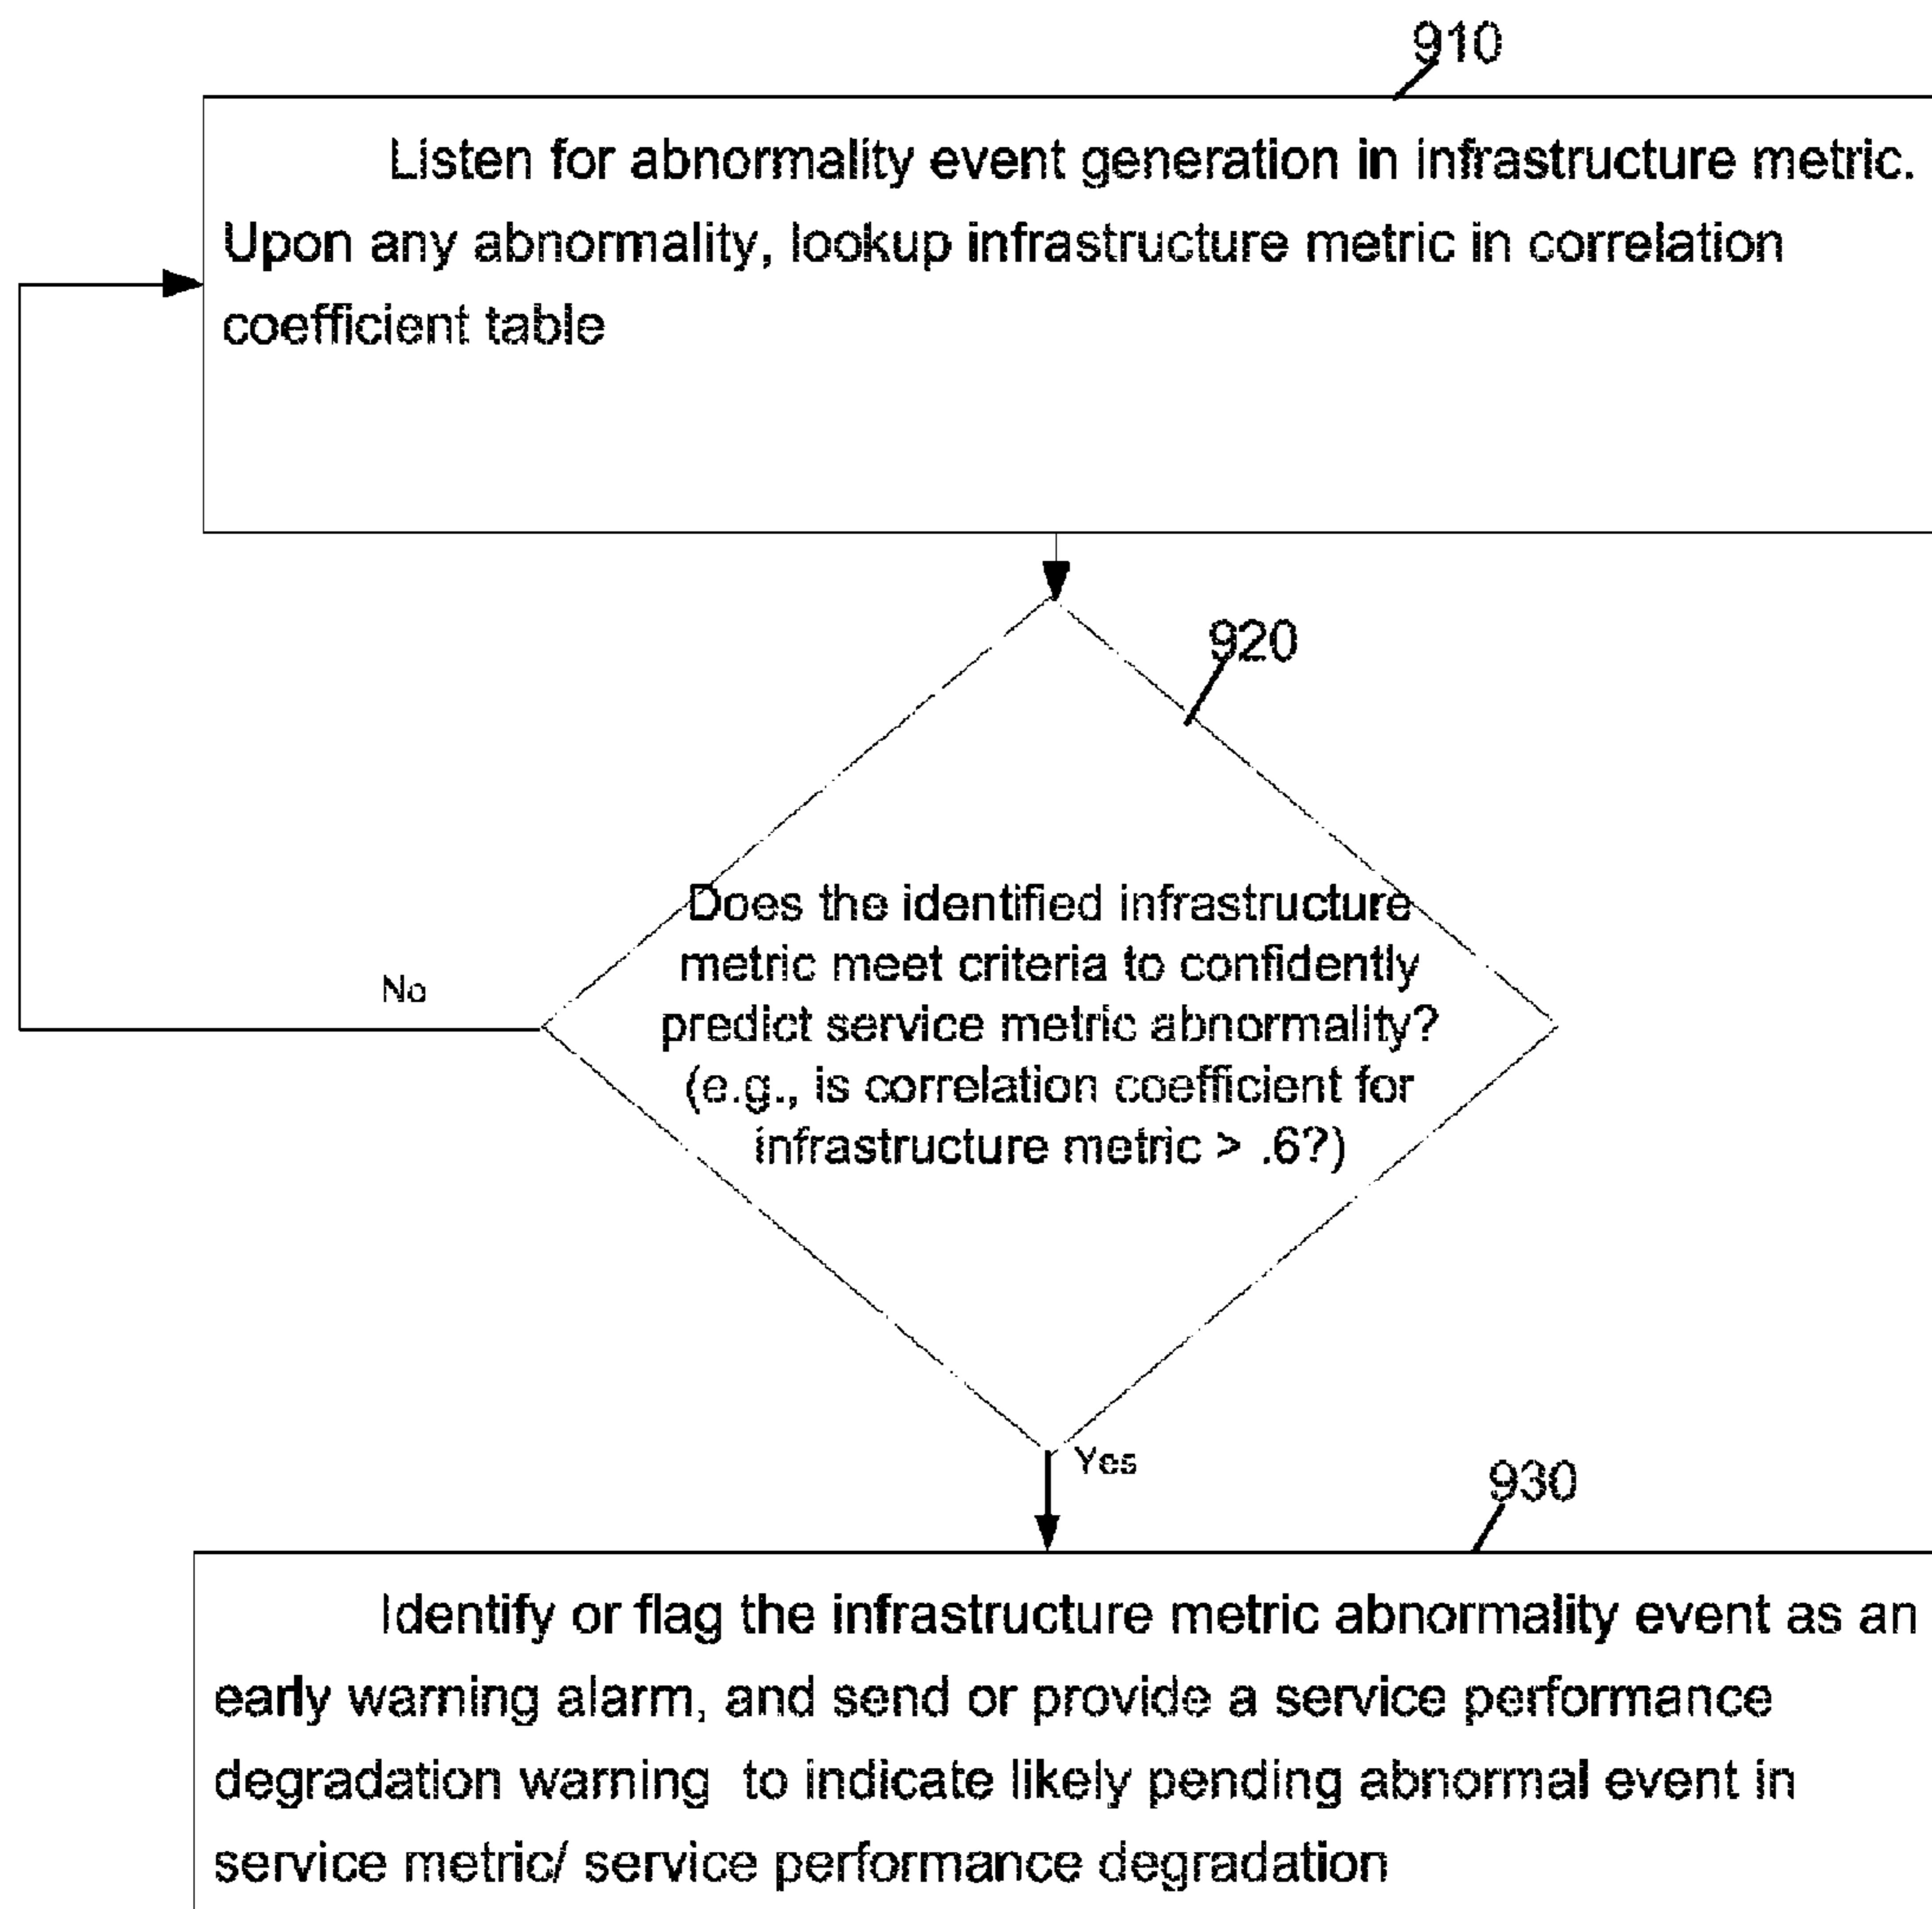 910
Listen for abnormality event generation in infrastructure metric.
Upon any abnormality, lookup infrastructure metric in correlation
coefficient table
920
Does the identified infrastructure
metric meet criteria to confidently
predict service metric abnormality?
(e.g., is correlation coefficient for
infrastructure metric > .6?)
No
Yes
930
Identify or flag the infrastructure metric abnormality event as an
early warning alarm, and send or provide a service performance
degradation warning to indicate likely pending abnormal event in
service metric/ service performance degradation